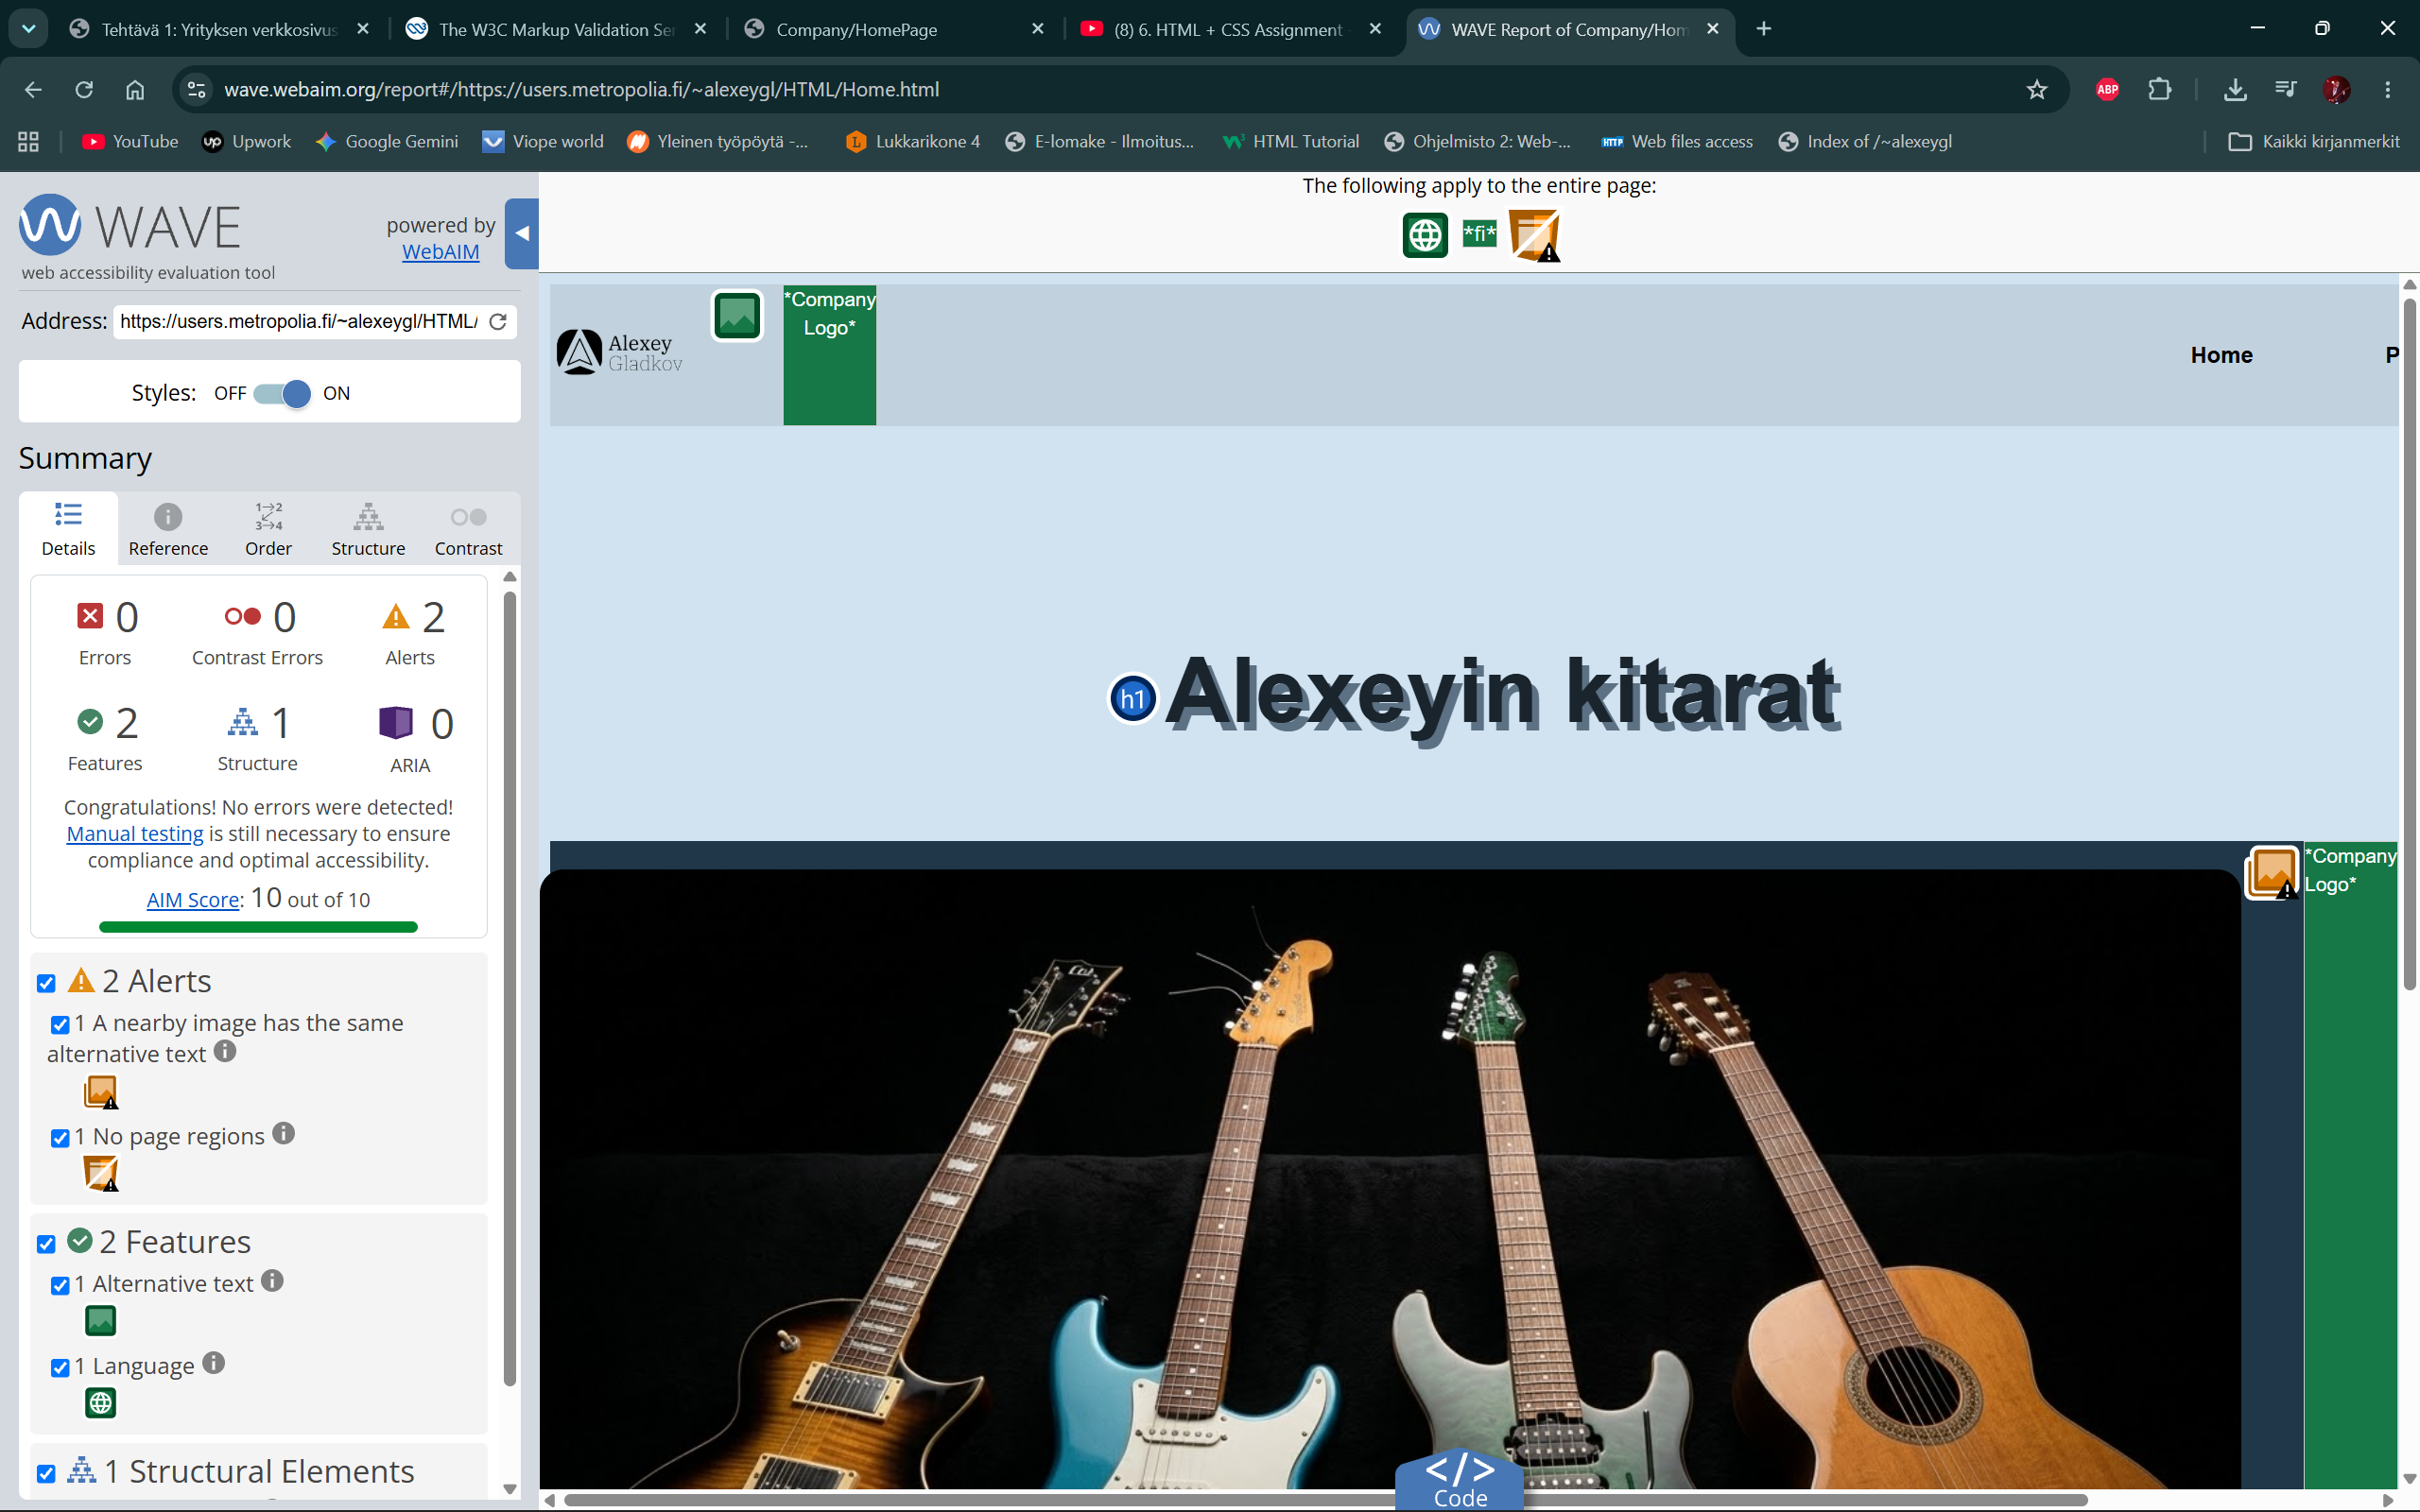 Tehtävä 1: Yrityksen verkkosivus
The W3C Markup Validation Ser
Company/HomePage
(8) 6. HTML + CSS Assignment -
WAVE Report of Company/Hom
wave.webaim.org/report#/https://users.metropolia.fi/~alexeygl/HTML/Home.html
ABP
YouTube
up Upwork
Google Gemini
Viope world
Yleinen työpöytä -...
L Lukkarikone 4
E-lomake - Ilmoitus...
HTML Tutorial
Ohjelmisto 2: Web-...
HTTP Web files access
Index of /~alexeygl
Kaikki kirjanmerkit
WAVE
powered by
WebAIM
web accessibility evaluation tool
Address: https://users.metropolia.fi/~alexeygl/HTML/
Styles: OFF ON
Summary
Details
Reference
1→2
3→4
Order
Structure
Contrast
0
Errors
0
Contrast Errors
2
Alerts
2
Features
1
Structure
0
ARIA
Congratulations! No errors were detected!
Manual testing is still necessary to ensure
compliance and optimal accessibility.
AIM Score: 10 out of 10
2 Alerts
1 A nearby image has the same
alternative text
1 No page regions
2 Features
1 Alternative text
1 Language
1 Structural Elements
The following apply to the entire page:
*fi*
Alexey
Gladkov
*Company
Logo*
Home
P
h1 Alexeyin kitarat
*Company
Logo*
</>
Code